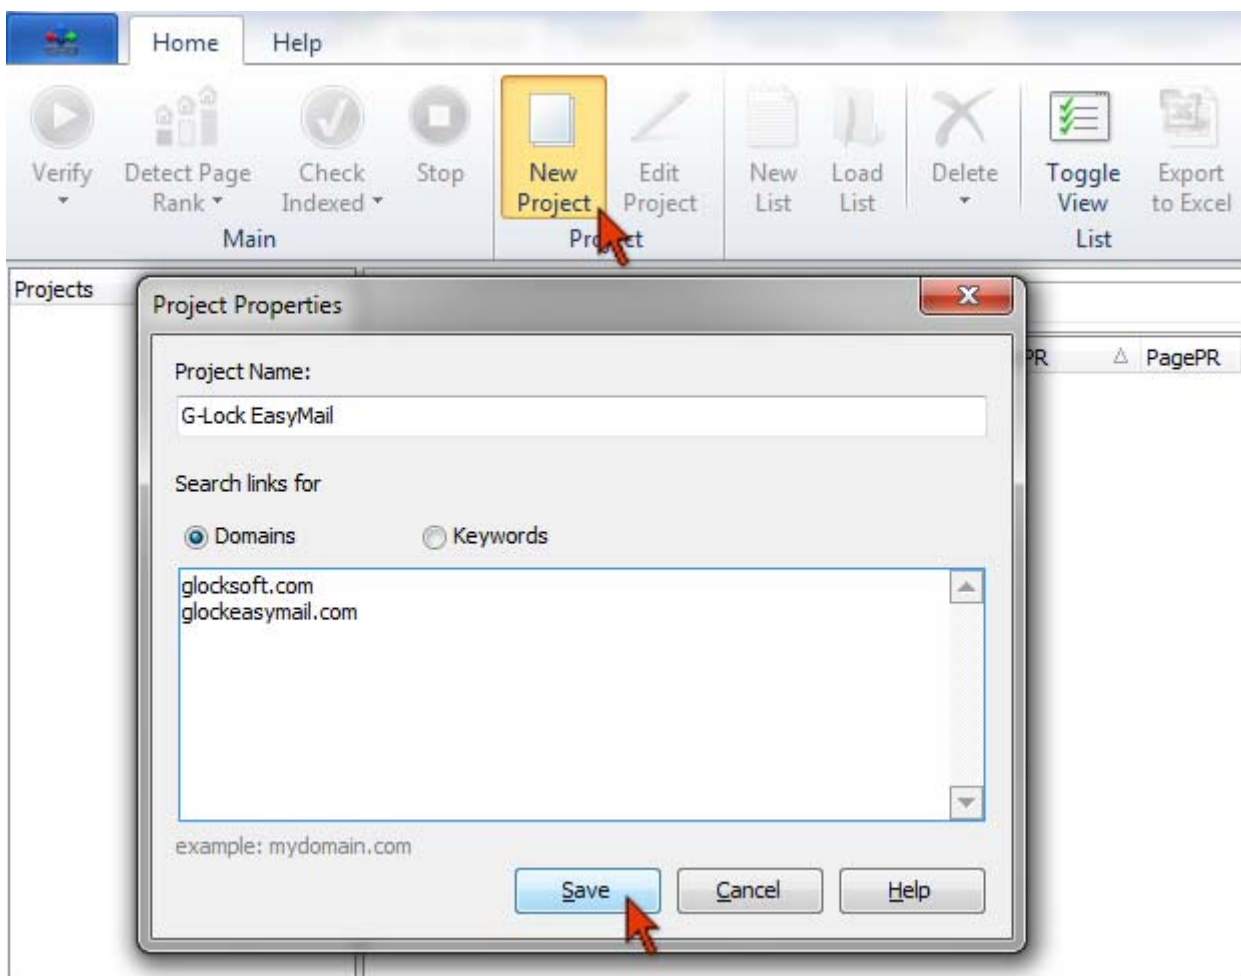 Home Help
Verify Detect Page Rank Check Indexed Stop New Project Edit Project New List Load List Delete Toggle View Export to Excel
Main Project List
Projects
Project Properties
PR PagePR
Project Name:
G-Lock EasyMail
Search links for
Domains Keywords
glocksoft.com
glockeasymail.com
example: mydomain.com
Save Cancel Help